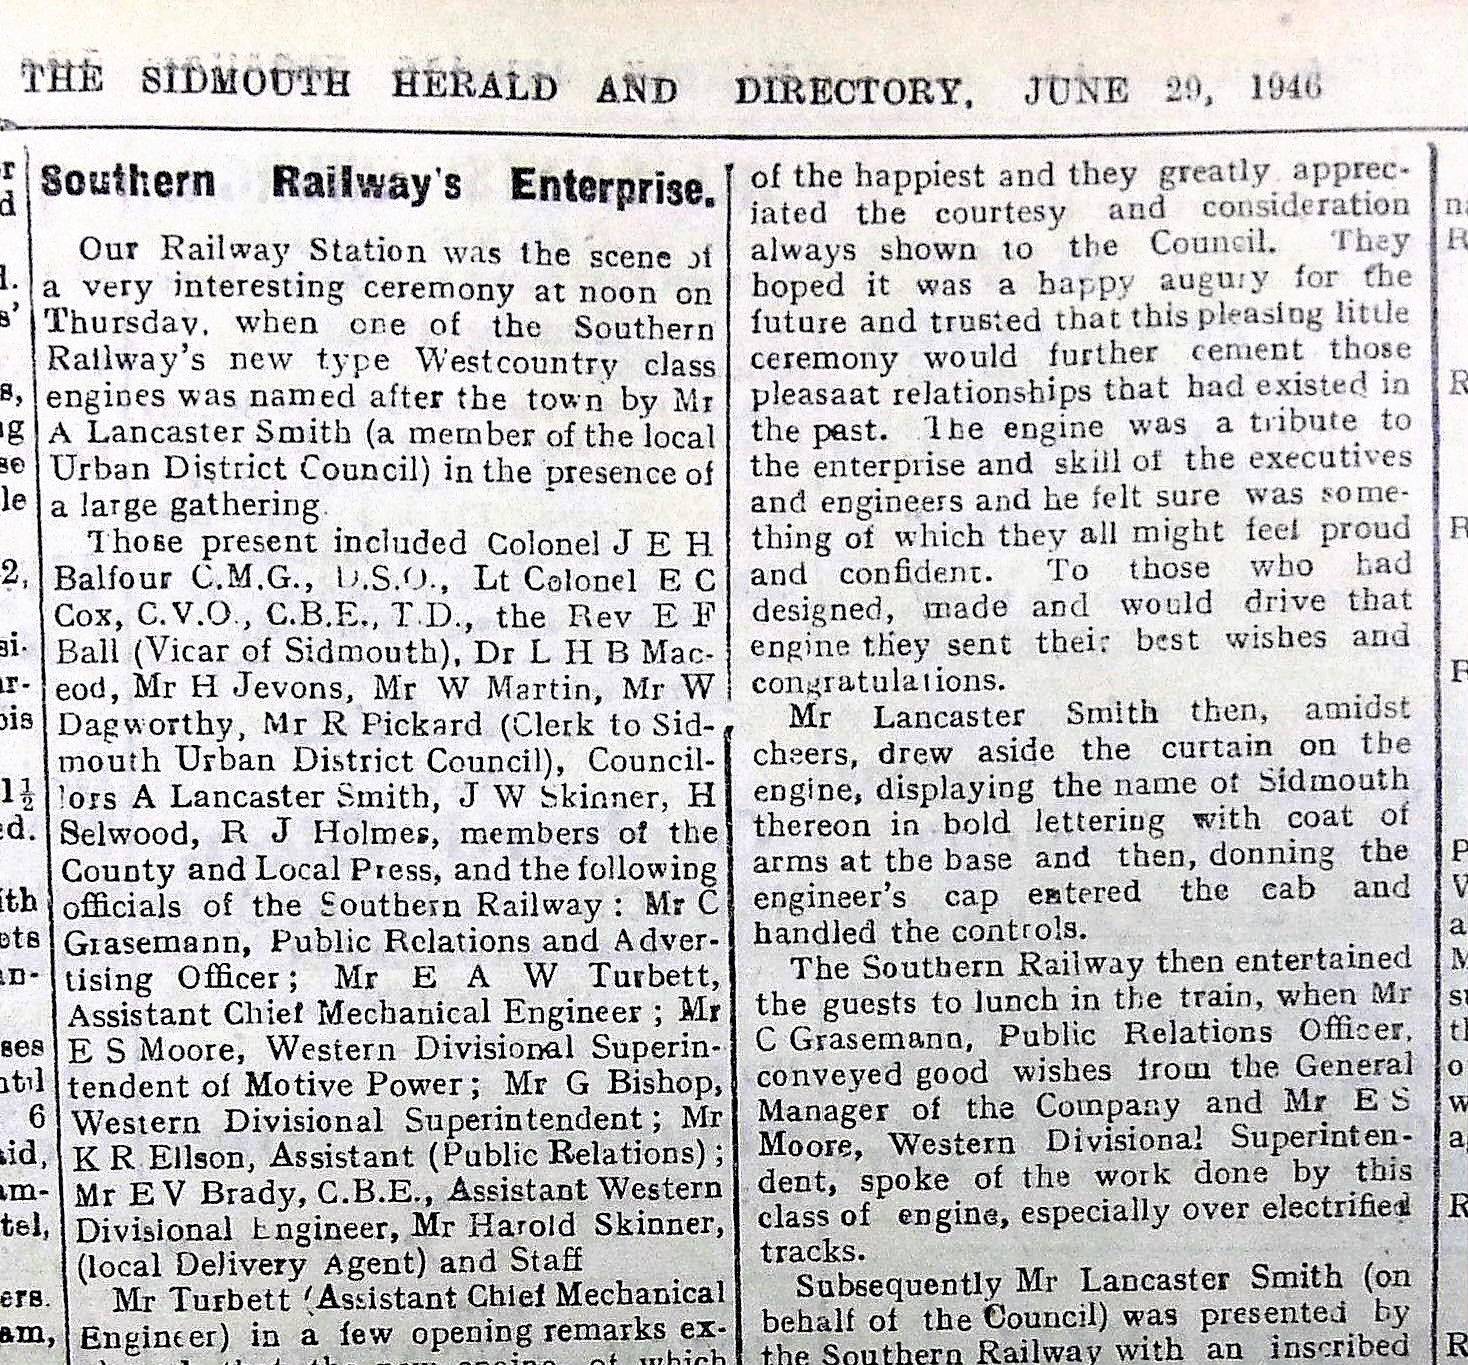 THE SIDMOUTH HERALD AND DIRECTORY, JUNE 29, 1946
Southern Railway's Enterprise.
Our Railway Station was the scene of
a very interesting ceremony at noon on
Thursday, when one of the Southern
Railway's new type Westcountry class
engines was named after the town by Mr
A Lancaster Smith (a member of the local
Urban District Council) in the presence of
a large gathering.
Those present included Colonel J E H
Balfour C.M.G., D.S.O., Lt Colonel E C
Cox, C.V.O., C.B.E., T.D., the Rev E F
Ball (Vicar of Sidmouth), Dr L H B Mac-
eod, Mr H Jevons, Mr W Martin, Mr W
Dagworthy, Mr R Pickard (Clerk to Sid-
mouth Urban District Council), Council-
lors A Lancaster Smith, J W Skinner, H
Selwood, R J Holmes, members of the
County and Local Press, and the following
officials of the Southern Railway: Mr C
Grasemann, Public Relations and Adver-
tising Officer; Mr E A W Turbett,
Assistant Chief Mechanical Engineer; Mr
E S Moore, Western Divisional Superin-
tendent of Motive Power; Mr G Bishop,
Western Divisional Superintendent; Mr
K R Ellson, Assistant (Public Relations);
Mr E V Brady, C.B.E., Assistant Western
Divisional Engineer, Mr Harold Skinner,
(local Delivery Agent) and Staff
Mr Turbett (Assistant Chief Mechanical
Engineer) in a few opening remarks ex-
that the new engine, of which
of the happiest and they greatly apprec-
iated the courtesy and consideration
always shown to the Council. They
hoped it was a happy augury for the
future and trusted that this pleasing little
ceremony would further cement those
pleasaat relationships that had existed in
the past. The engine was a tribute to
the enterprise and skill of the executives
and engineers and he felt sure was some-
thing of which they all might feel proud
and confident. To those who had
designed, made and would drive that
engine they sent their best wishes and
congratulations.
Mr Lancaster Smith then, amidst
cheers, drew aside the curtain on the
engine, displaying the name of Sidmouth
thereon in bold lettering with coat of
arms at the base and then, donning the
engineer's cap entered the cab and
handled the controls.
The Southern Railway then entertained
the guests to lunch in the train, when Mr
C Grasemann, Public Relations Officer,
conveyed good wishes from the General
Manager of the Company and Mr E S
Moore, Western Divisional Superinten-
dent, spoke of the work done by this
class of engine, especially over electrified
tracks.
Subsequently Mr Lancaster Smith (on
behalf of the Council) was presented by
the Southern Railway with an inscribed